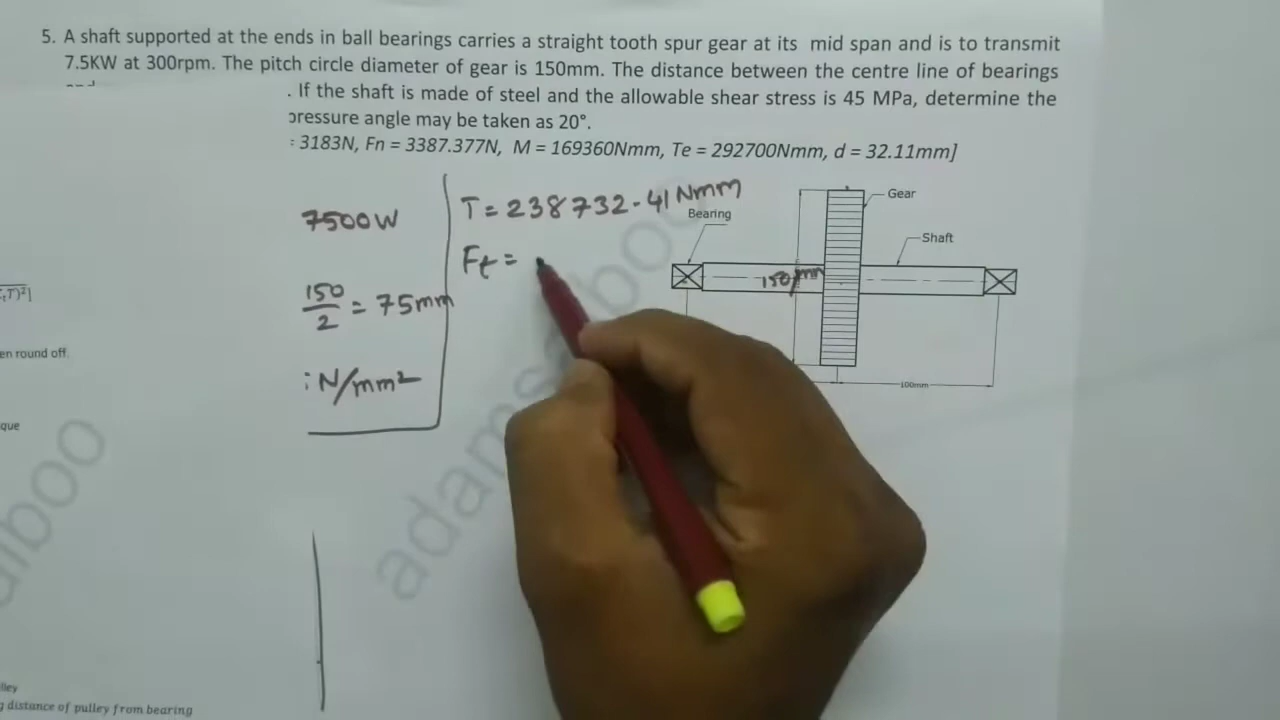 5. A shaft supported at the ends in ball bearings carries a straight tooth spur gear at its mid span and is to transmit
7.5KW at 300rpm. The pitch circle diameter of gear is 150mm. The distance between the centre line of bearings
. If the shaft is made of steel and the allowable shear stress is 45 MPa, determine the
pressure angle may be taken as 20°.
= 3183N, Fn = 3387.377N, M = 169360Nmm, Te = 292700Nmm, d = 32.11mm]
7500W
150/2 = 75mm
N/mm²
T = 238732.41 Nmm
Ft =
Gear
Bearing
Shaft
150mm
100mm
T)²]
en round off.
que
lley
g distance of pulley from bearing
adams
boo